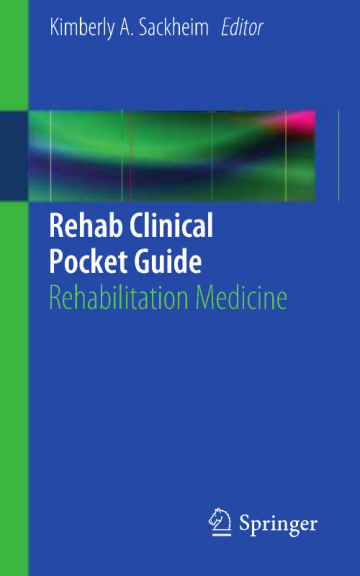 Kimberly A. Sackheim Editor
Rehab Clinical
Pocket Guide
Rehabilitation Medicine
Springer